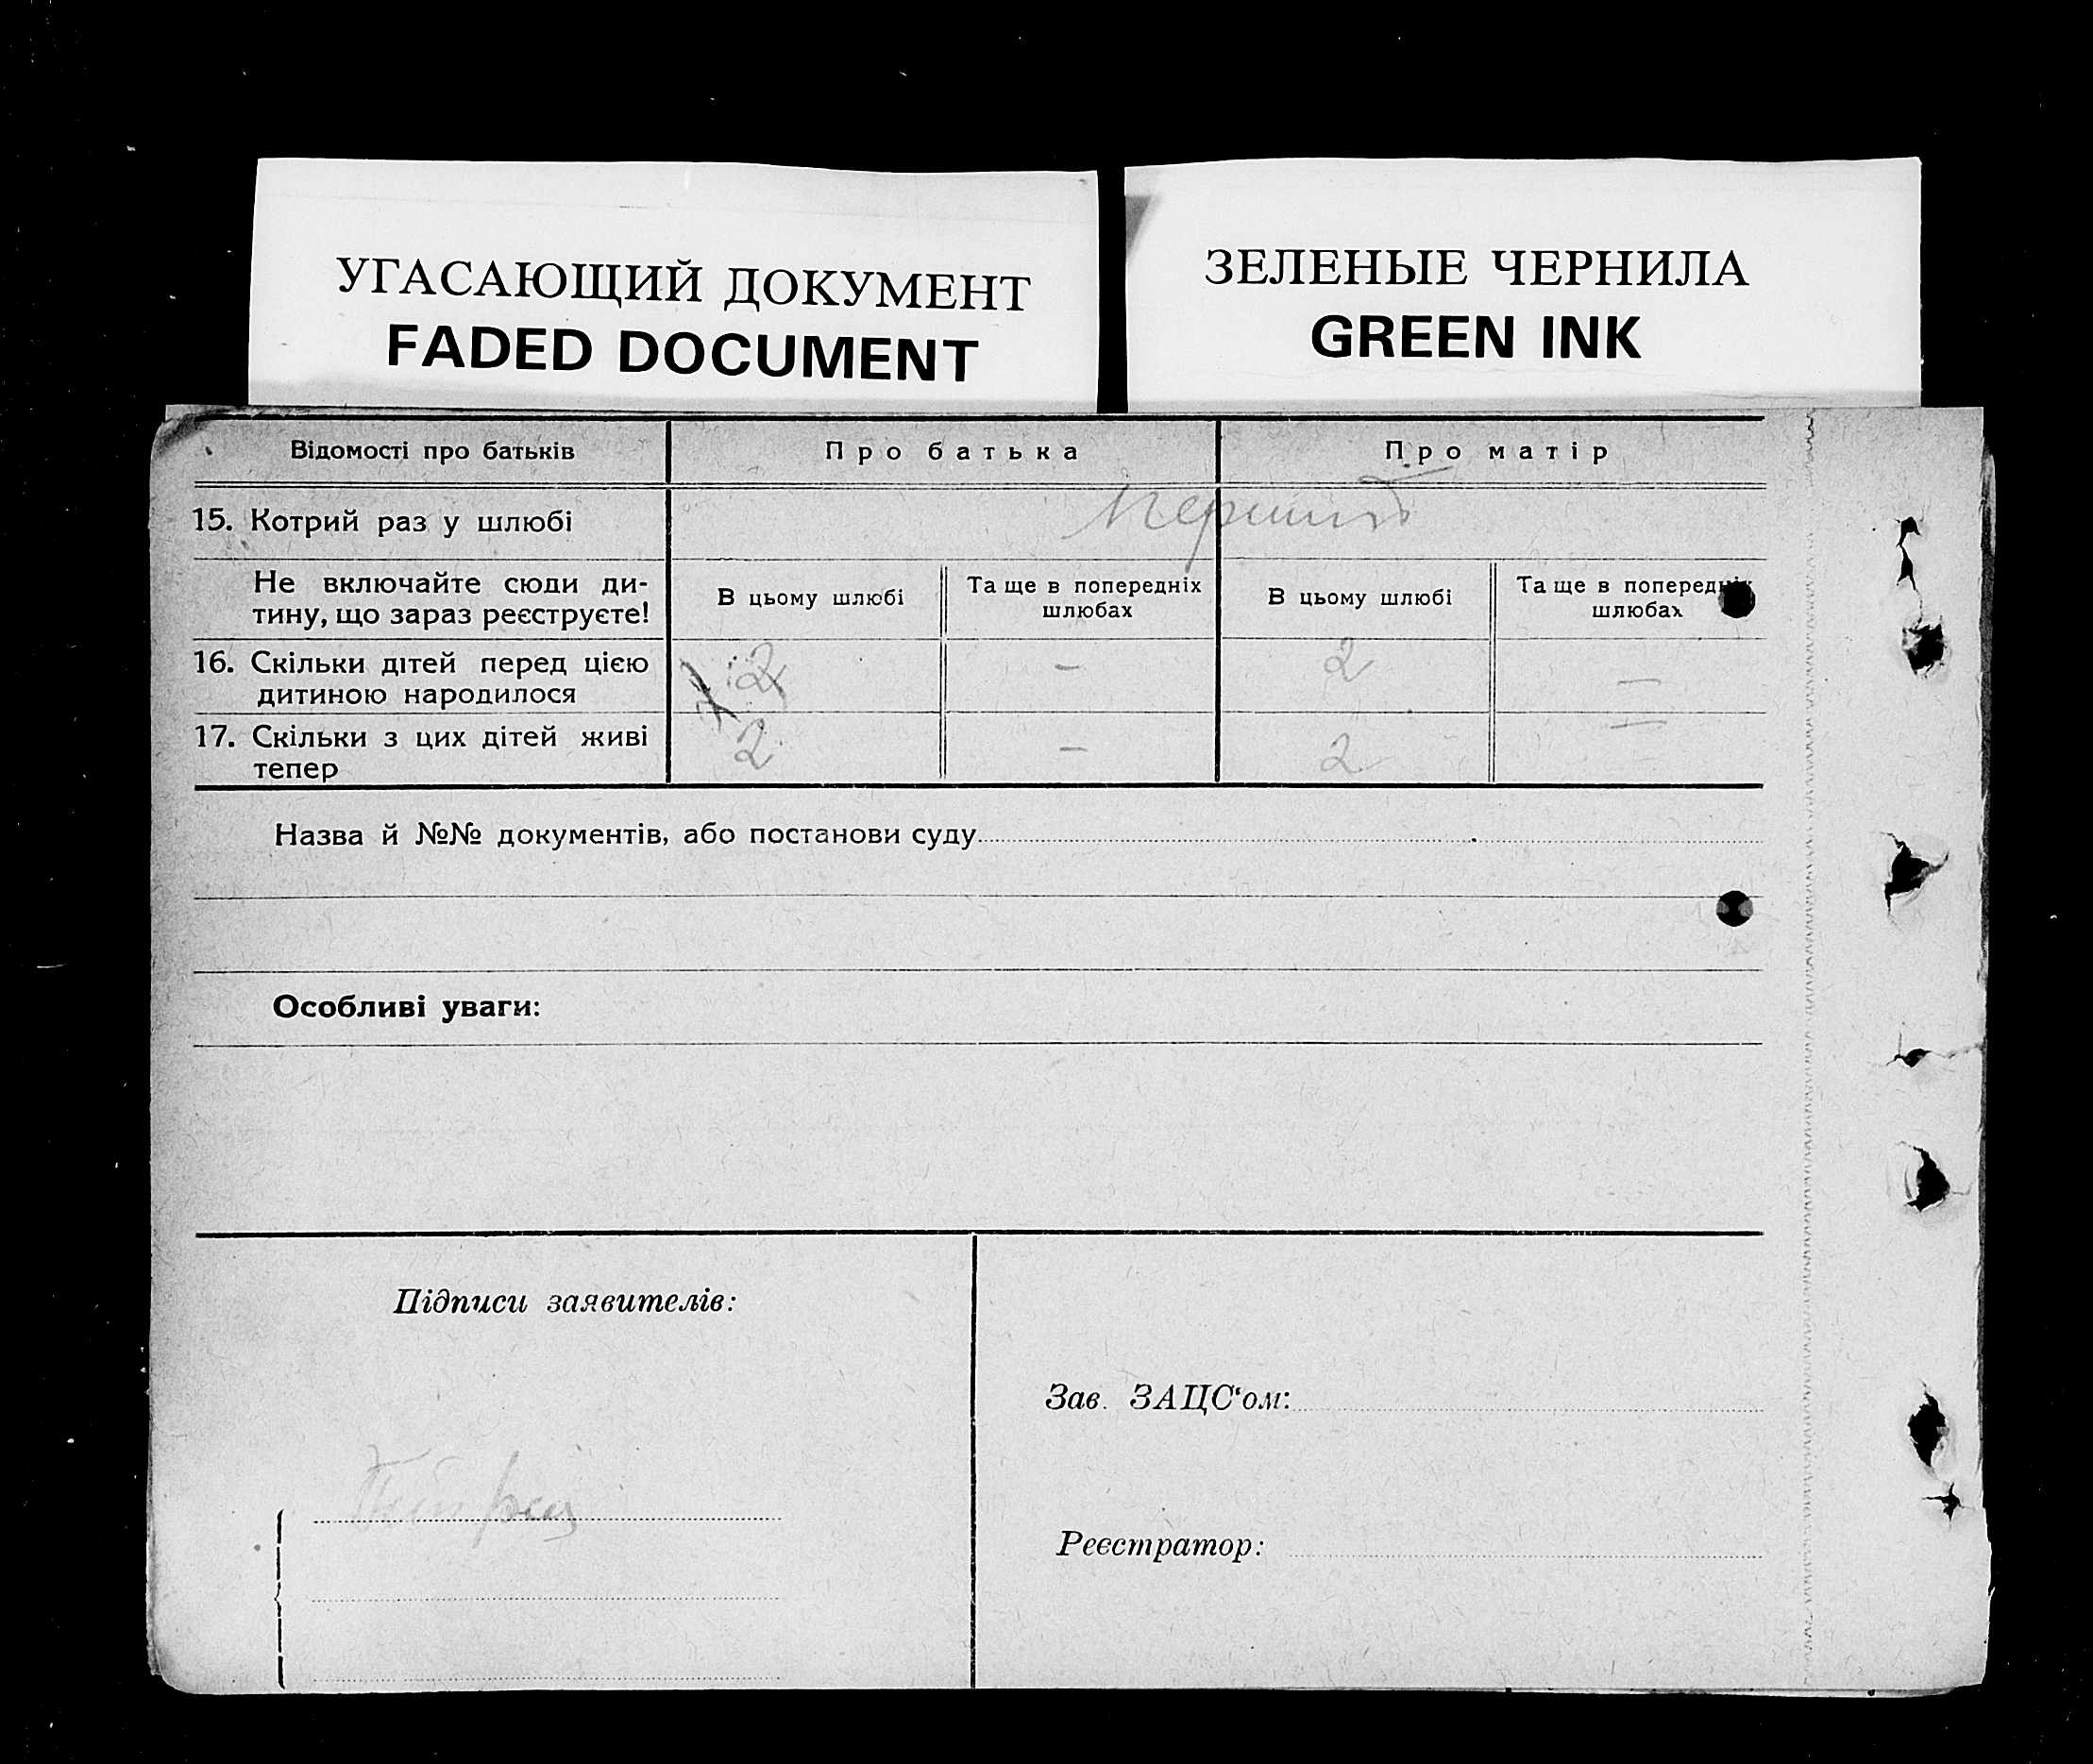 УГАСАЮЩИЙ ДОКУМЕНТ
FADED DOCUMENT
ЗЕЛЕНЫЕ ЧЕРНИЛА
GREEN INK
Відомості про батьків Про батька Про матір
15. Котрий раз у шлюбі Перший
Не включайте сюди ди-
тину, що зараз реєструєте!
В цьому шлюбі
Та ще в попередніх
шлюбах
В цьому шлюбі
Та ще в попередніх
шлюбах
16. Скільки дітей перед цією
дитиною народилося
2 – 2 –
17. Скільки з цих дітей живі
тепер
2 – 2 –
Назва й №№ документів, або постанови суду
Особливі уваги:
Підписи заявителів:
Зав. ЗАЦС‘ом:
Реєстратор: